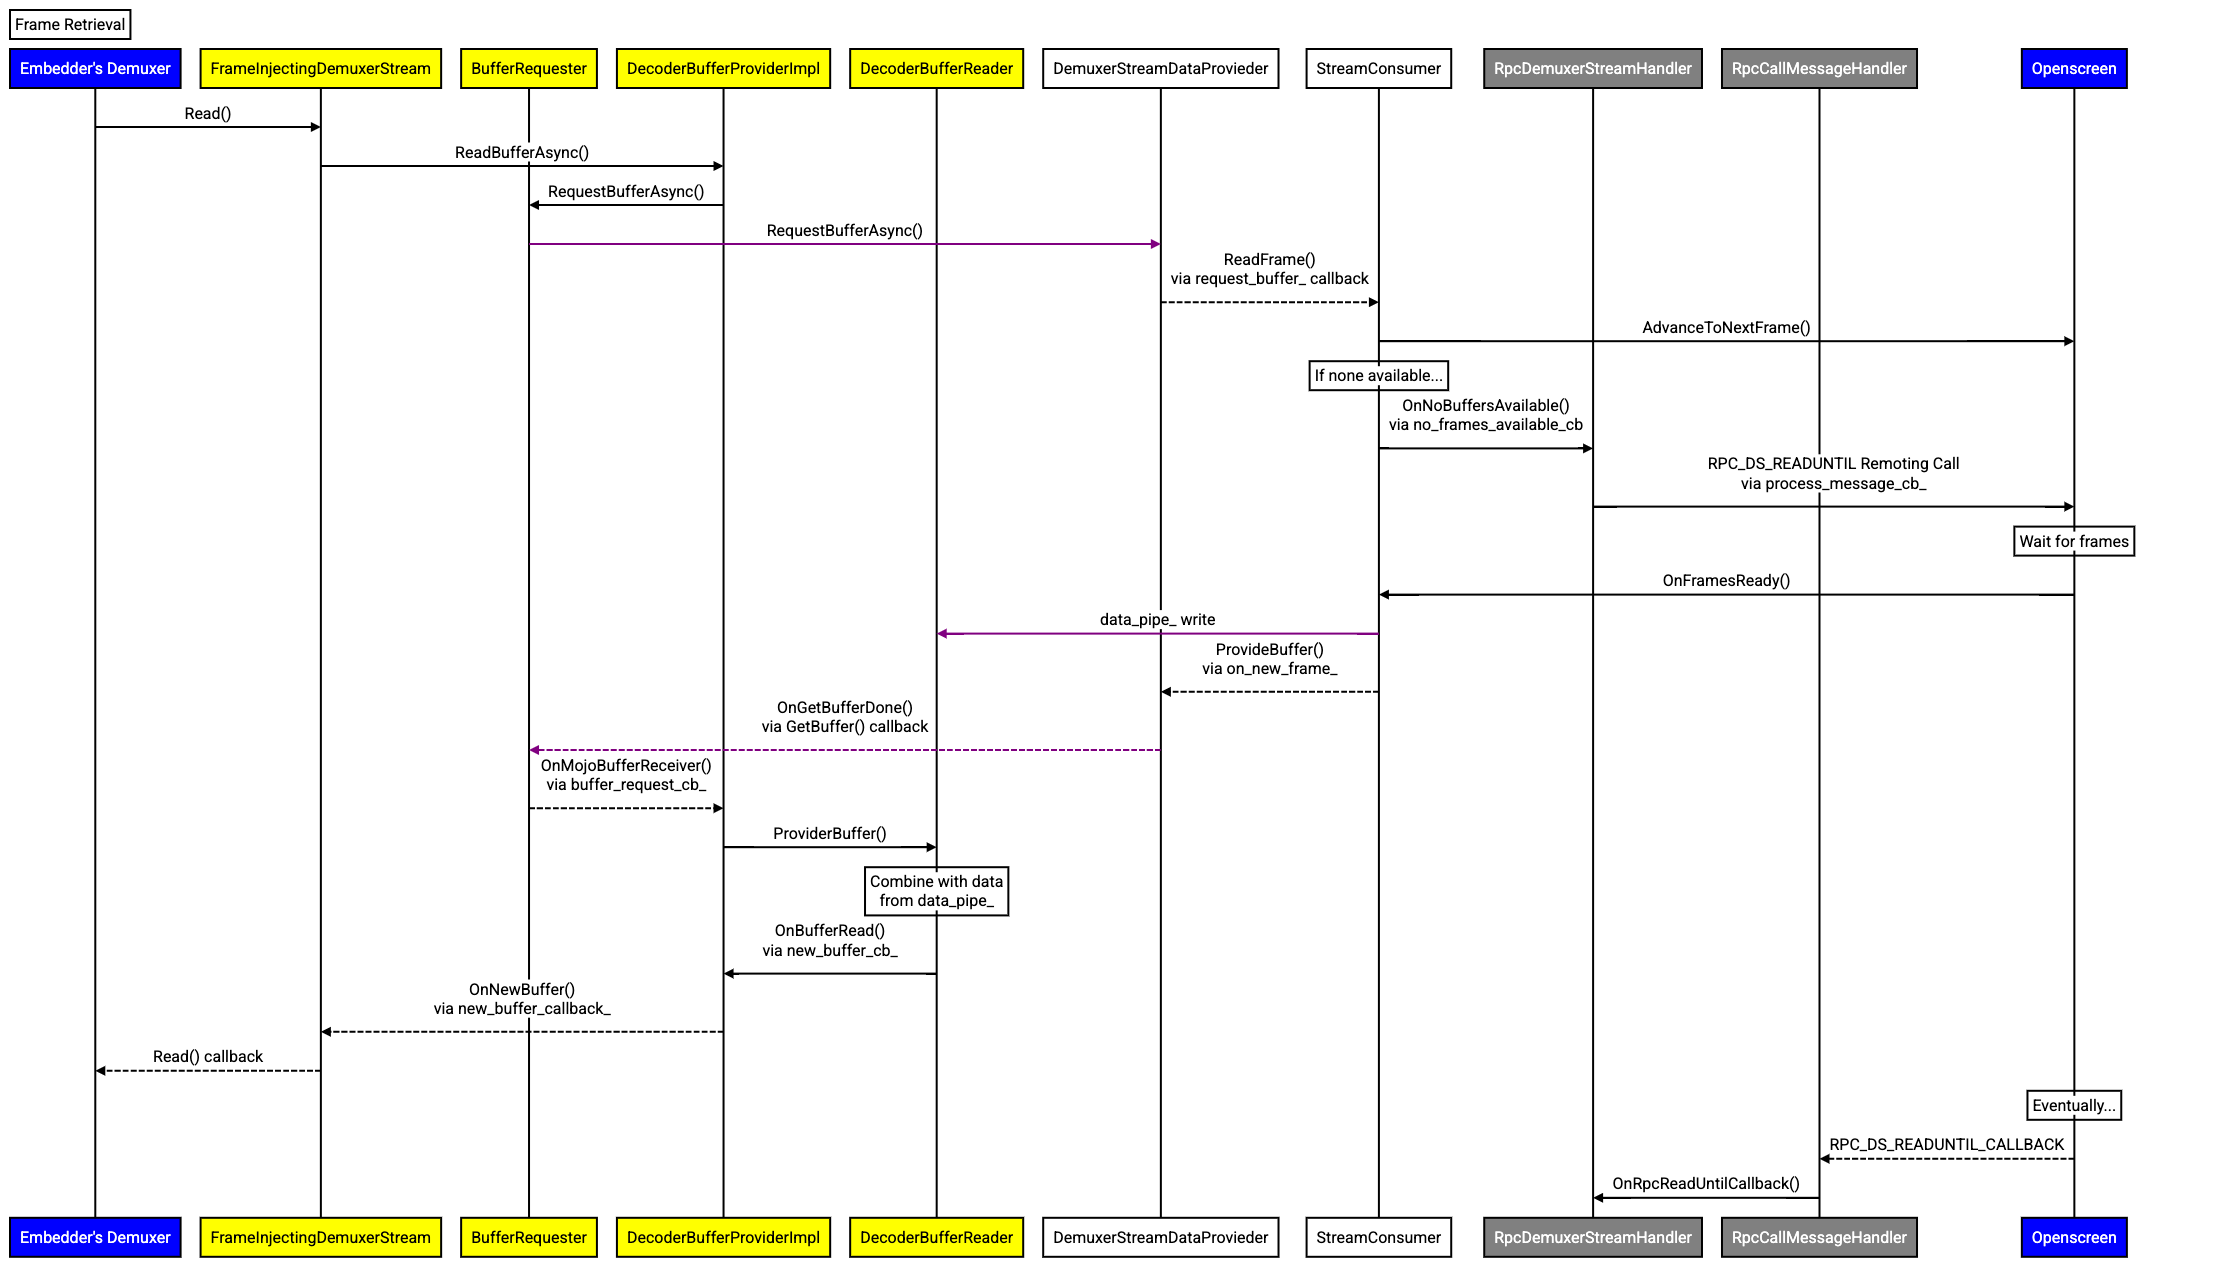 Frame Retrieval
Embedder's Demuxer
FrameInjectingDemuxerStream
BufferRequester
DecoderBufferProviderImpl
DecoderBufferReader
DemuxerStreamDataProvieder
StreamConsumer
RpcDemuxerStreamHandler
RpcCallMessageHandler
Openscreen
Read()
ReadBufferAsync()
RequestBufferAsync()
RequestBufferAsync()
ReadFrame()
via request_buffer_ callback
AdvanceToNextFrame()
If none available...
OnNoBuffersAvailable()
via no_frames_available_cb
RPC_DS_READUNTIL Remoting Call
via process_message_cb_
Wait for frames
OnFramesReady()
data_pipe_ write
ProvideBuffer()
via on_new_frame_
OnGetBufferDone()
via GetBuffer() callback
OnMojoBufferReceiver()
via buffer_request_cb_
ProviderBuffer()
Combine with data
from data_pipe_
OnBufferRead()
via new_buffer_cb_
OnNewBuffer()
via new_buffer_callback_
Read() callback
Eventually...
RPC_DS_READUNTIL_CALLBACK
OnRpcReadUntilCallback()
Embedder's Demuxer
FrameInjectingDemuxerStream
BufferRequester
DecoderBufferProviderImpl
DecoderBufferReader
DemuxerStreamDataProvieder
StreamConsumer
RpcDemuxerStreamHandler
RpcCallMessageHandler
Openscreen